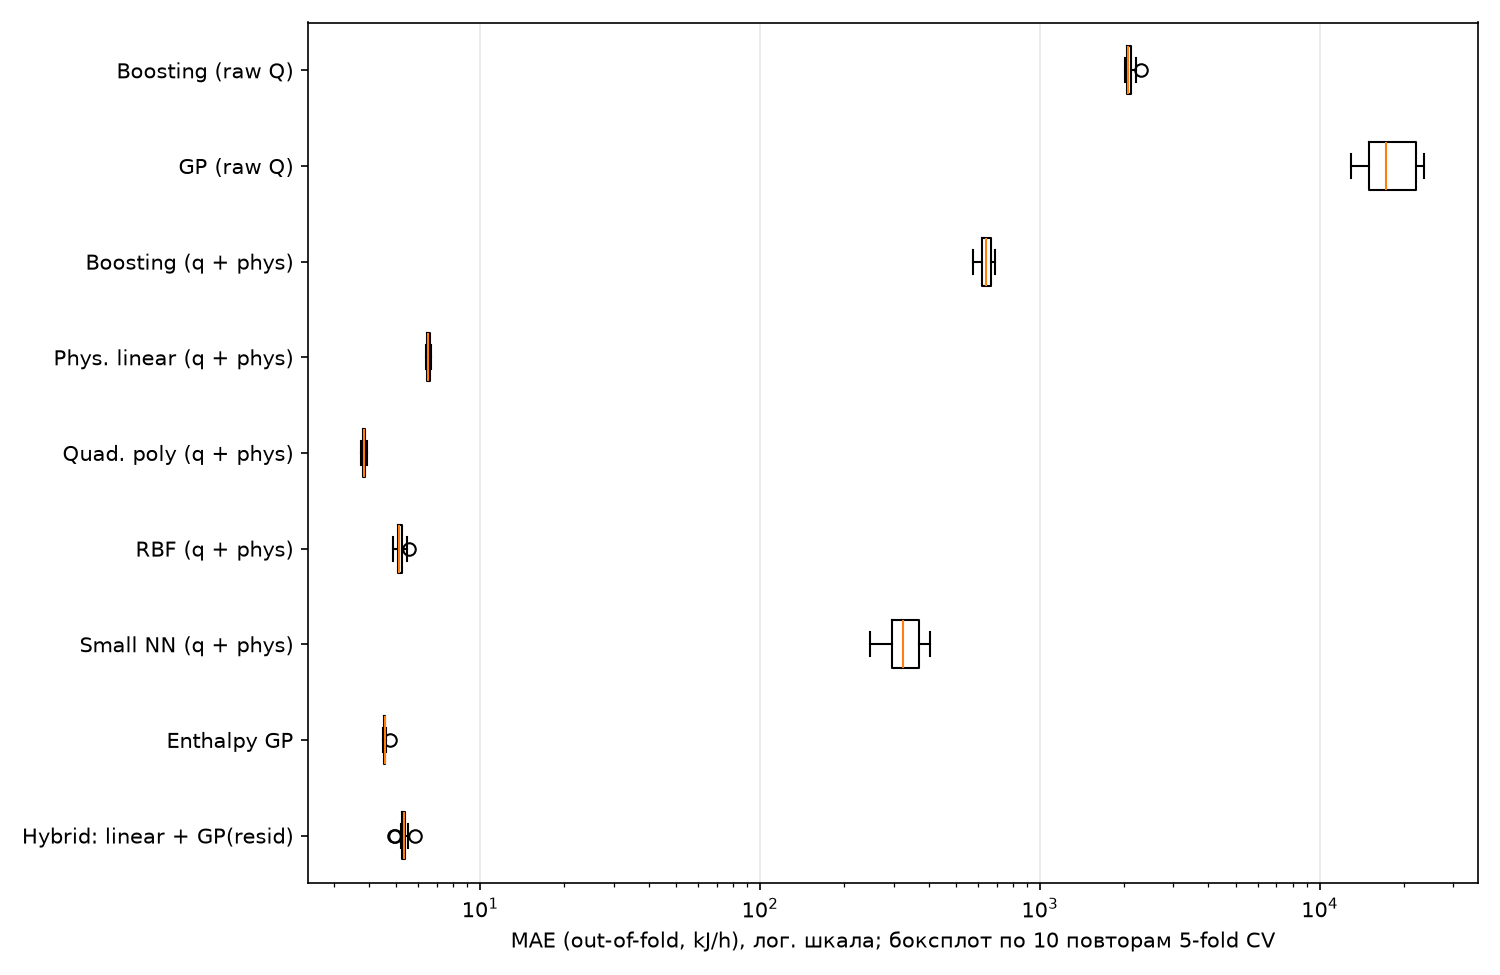 Boosting (raw Q)
GP (raw Q)
Boosting (q + phys)
Phys. linear (q + phys)
Quad. poly (q + phys)
RBF (q + phys)
Small NN (q + phys)
Enthalpy GP
Hybrid: linear + GP(resid)
10¹ 10² 10³ 10⁴
MAE (out-of-fold, kJ/h), лог. шкала; боксплот по 10 повторам 5-fold CV